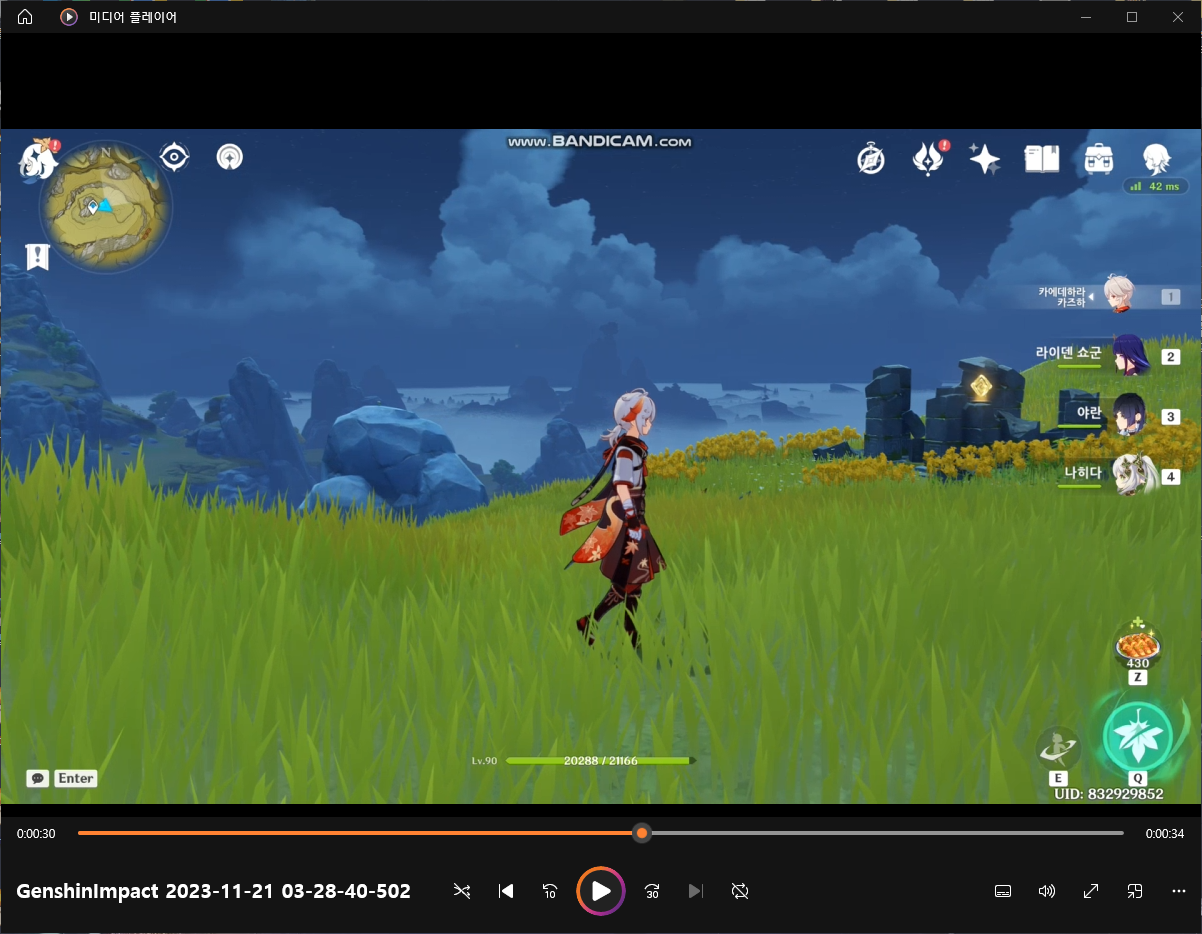 미디어 플레이어
www.BANDICAM.com
N
42 ms
카에데하라
카즈하
1
라이덴 쇼군
2
야란
3
나히다
4
430
Z
Lv.90
20288 / 21166
Enter
E
Q
UID: 832929852
0:00:30
0:00:34
GenshinImpact 2023-11-21 03-28-40-502
10
30